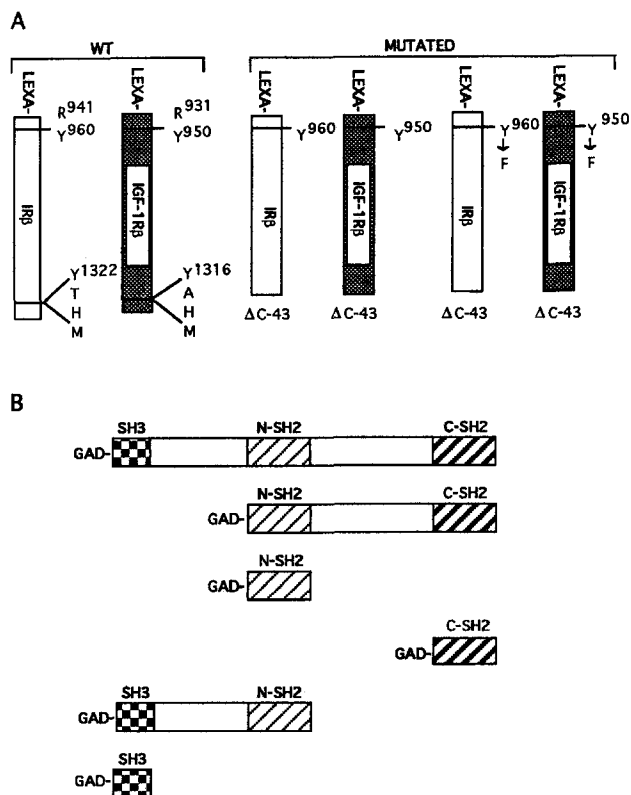 A
WT
MUTATED
LEXA-
LEXA-
LEXA-
LEXA-
LEXA-
LEXA-
R941
Y960
R931
Y950
Y960
Y950
Y960
F
Y950
F
IRβ
IGF-1Rβ
IRβ
IGF-1Rβ
IRβ
IGF-1Rβ
Y1322
T
H
M
Y1316
A
H
M
ΔC-43
ΔC-43
ΔC-43
ΔC-43
B
SH3
N-SH2
C-SH2
GAD-
N-SH2
C-SH2
GAD-
N-SH2
GAD-
C-SH2
GAD-
SH3
N-SH2
GAD-
SH3
GAD-